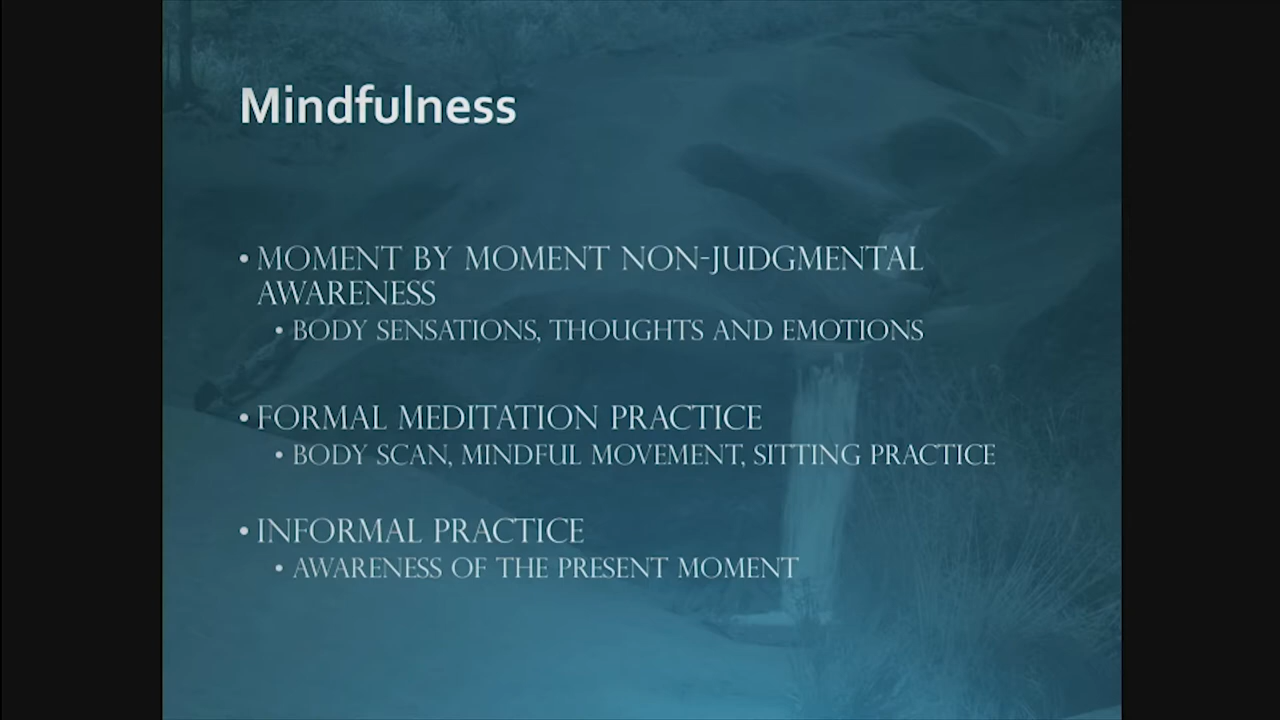 Mindfulness
• MOMENT BY MOMENT NON-JUDGMENTAL
AWARENESS
• BODY SENSATIONS, THOUGHTS AND EMOTIONS
• FORMAL MEDITATION PRACTICE
• BODY SCAN, MINDFUL MOVEMENT, SITTING PRACTICE
• INFORMAL PRACTICE
• AWARENESS OF THE PRESENT MOMENT